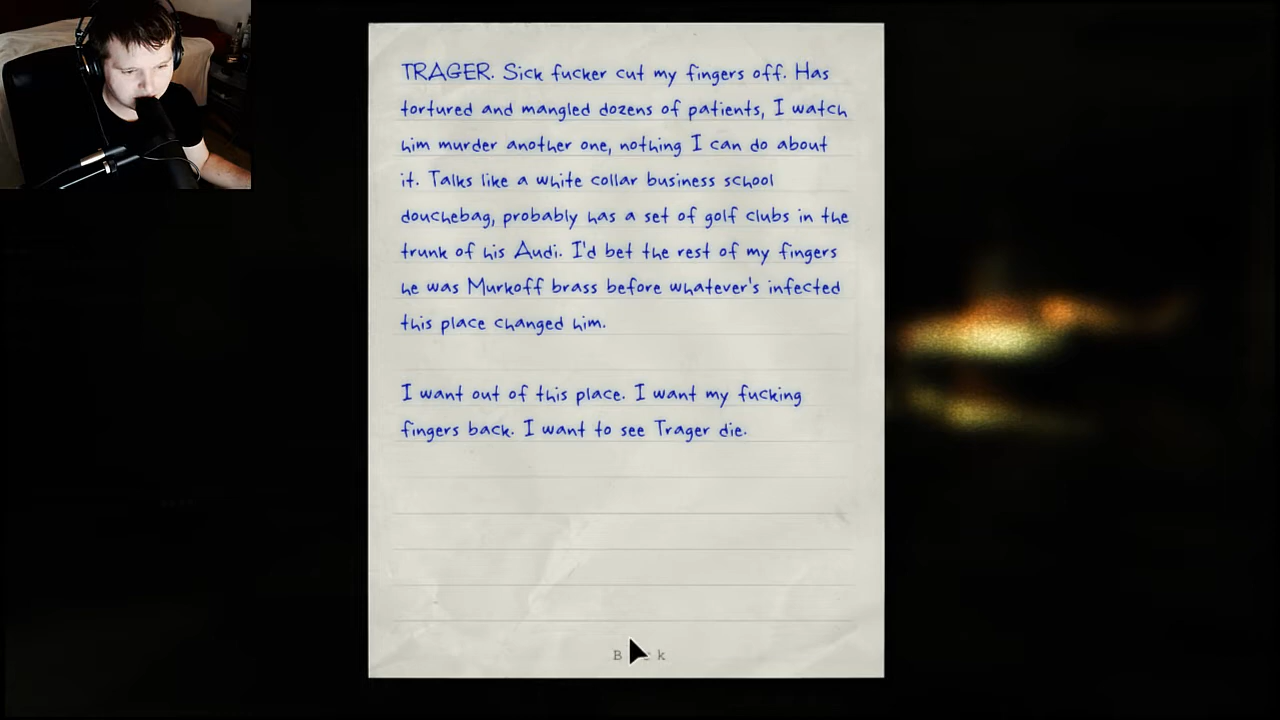 TRAGER. Sick fucker cut my fingers off. Has
tortured and mangled dozens of patients, I watch
him murder another one, nothing I can do about
it. Talks like a white collar business school
douchebag, probably has a set of golf clubs in the
trunk of his Audi. I'd bet the rest of my fingers
he was Murkoff brass before whatever's infected
this place changed him.
I want out of this place. I want my fucking
fingers back. I want to see Trager die.